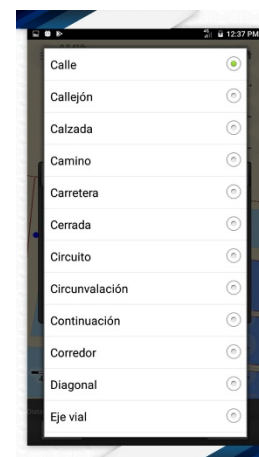 12:37 PM
Calle
Callejón
Calzada
Camino
Carretera
Cerrada
Circuito
Circunvalación
Continuación
Corredor
Diagonal
Eje vial